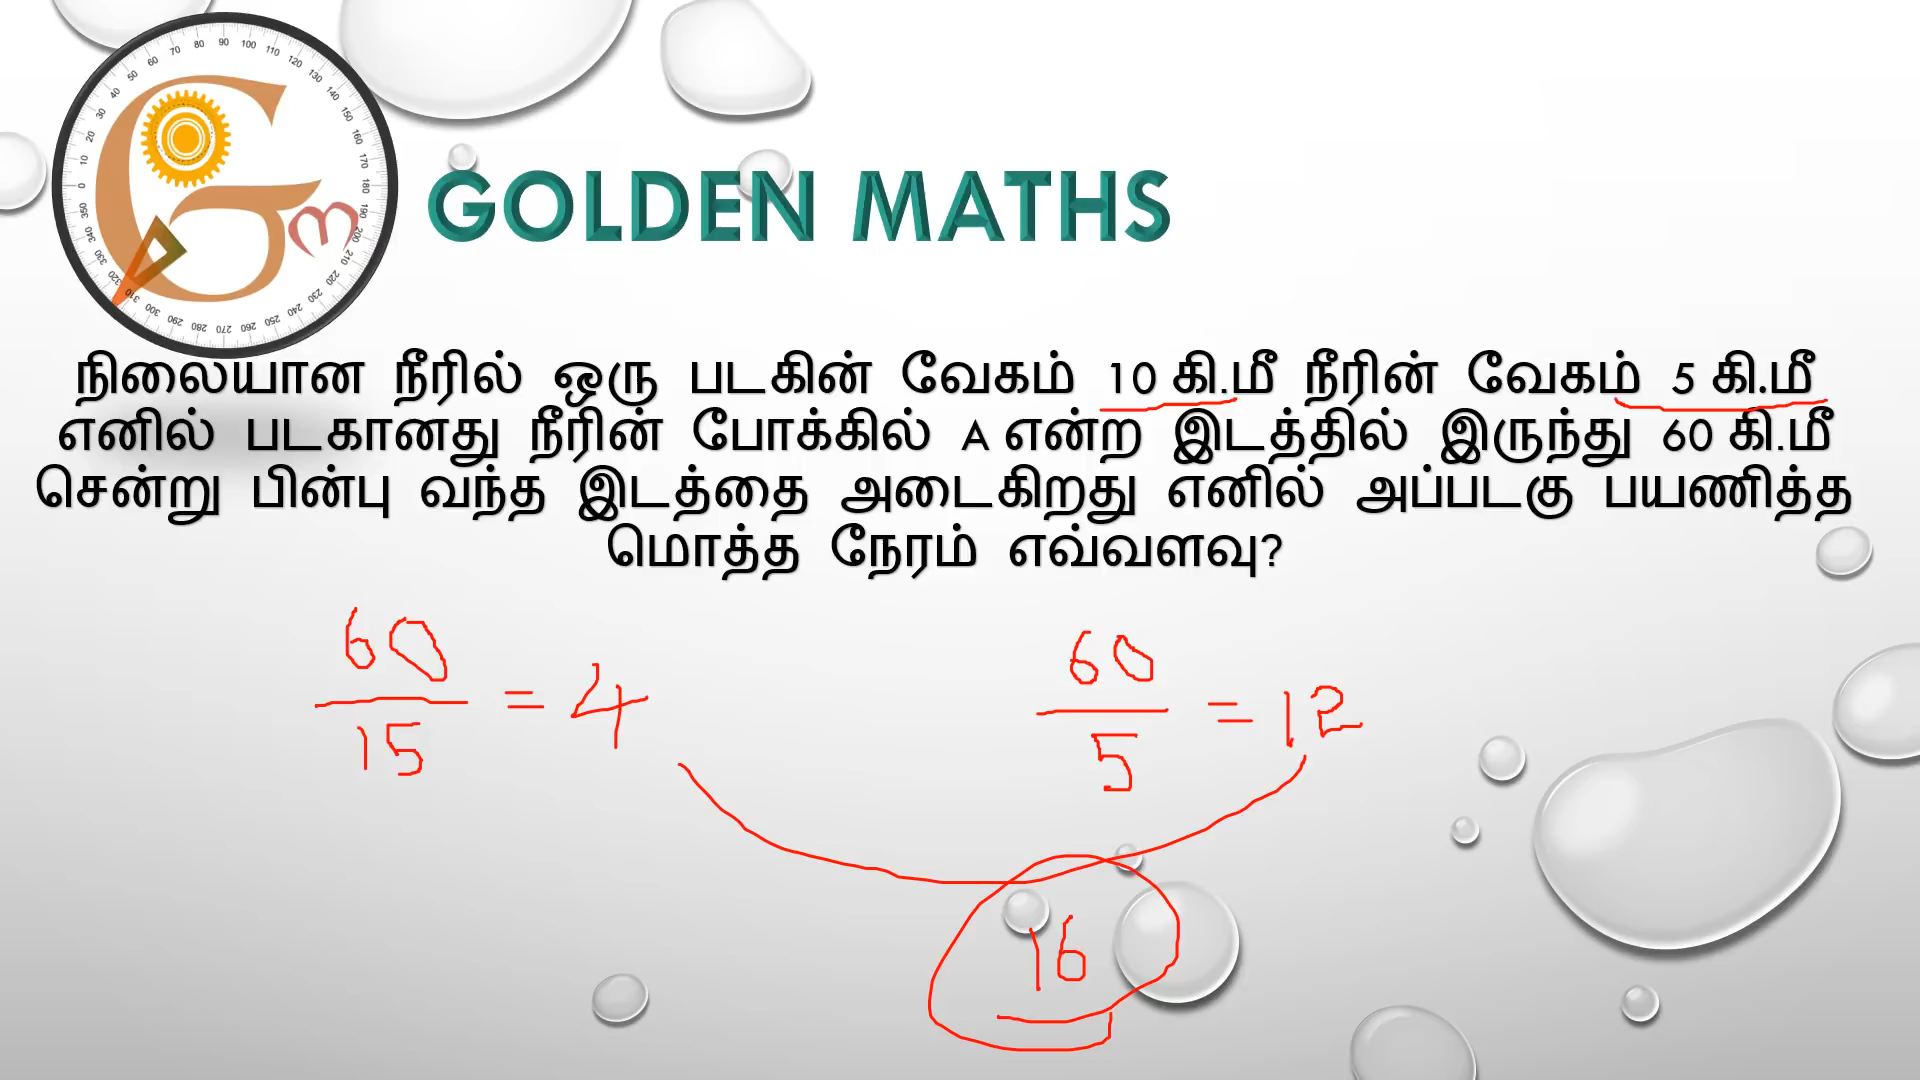 GOLDEN MATHS
நிலையான நீரில் ஒரு படகின் வேகம் 10 கி.மீ நீரின் வேகம் 5 கி.மீ
எனில் படகானது நீரின் போக்கில் A என்ற இடத்தில் இருந்து 60 கி.மீ
சென்று பின்பு வந்த இடத்தை அடைகிறது எனில் அப்படகு பயணித்த
மொத்த நேரம் எவ்வளவு?
60/15 = 4
60/5 = 12
16